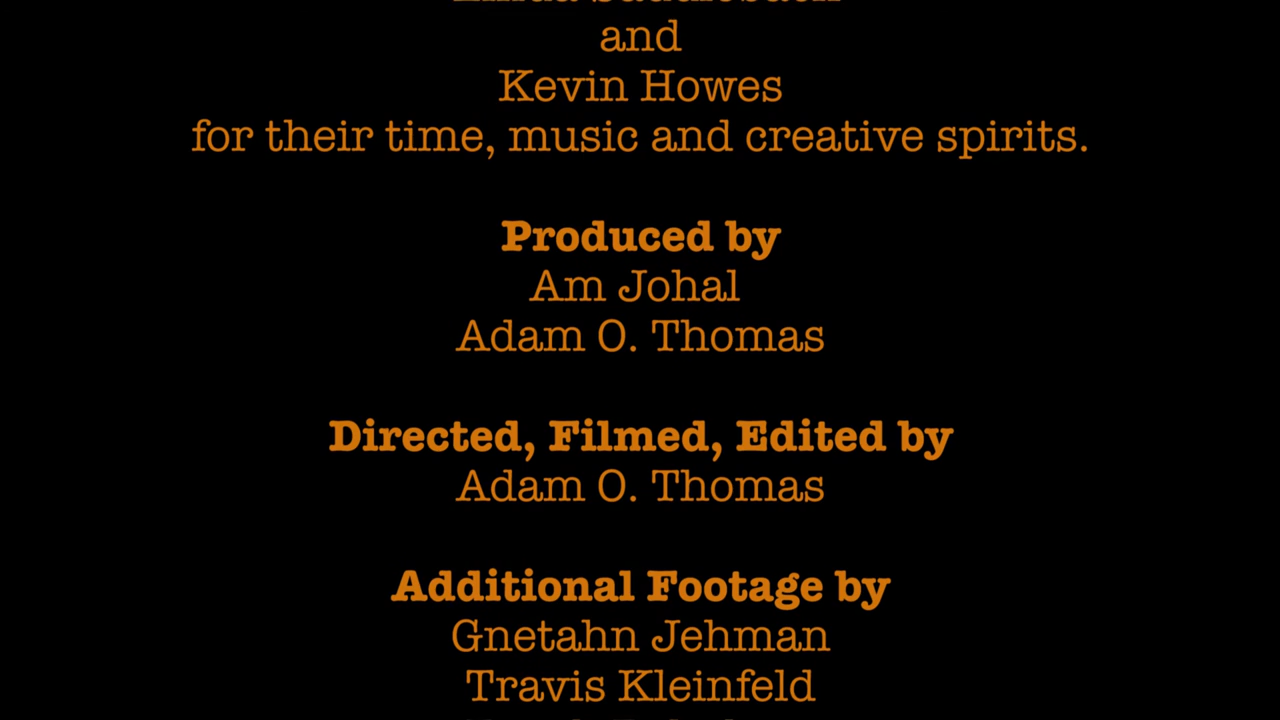 and
Kevin Howes
for their time, music and creative spirits.
Produced by
Am Johal
Adam O. Thomas
Directed, Filmed, Edited by
Adam O. Thomas
Additional Footage by
Gnetahn Jehman
Travis Kleinfeld